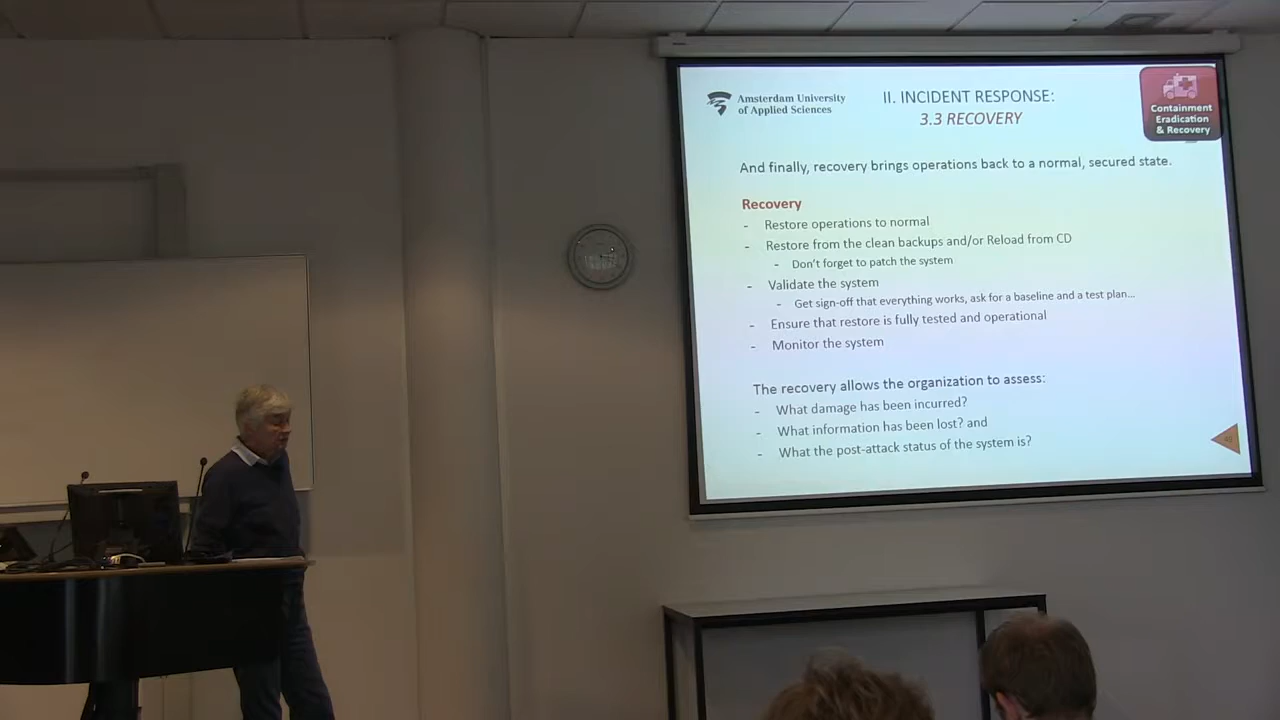 Amsterdam University
of Applied Sciences
II. INCIDENT RESPONSE:
3.3 RECOVERY
Containment
Eradication
& Recovery
And finally, recovery brings operations back to a normal, secured state.
Recovery
- Restore operations to normal
- Restore from the clean backups and/or Reload from CD
- Don't forget to patch the system
- Validate the system
- Get sign-off that everything works, ask for a baseline and a test plan...
- Ensure that restore is fully tested and operational
- Monitor the system
The recovery allows the organization to assess:
- What damage has been incurred?
- What information has been lost? and
- What the post-attack status of the system is?